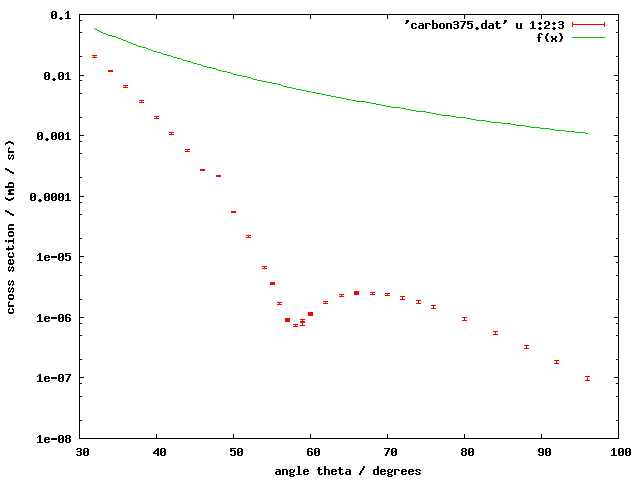 'carbon375.dat' u 1:2:3
f(x)
0.1
0.01
0.001
0.0001
1e-05
1e-06
1e-07
1e-08
cross section / (mb / sr)
30 40 50 60 70 80 90 100
angle theta / degrees